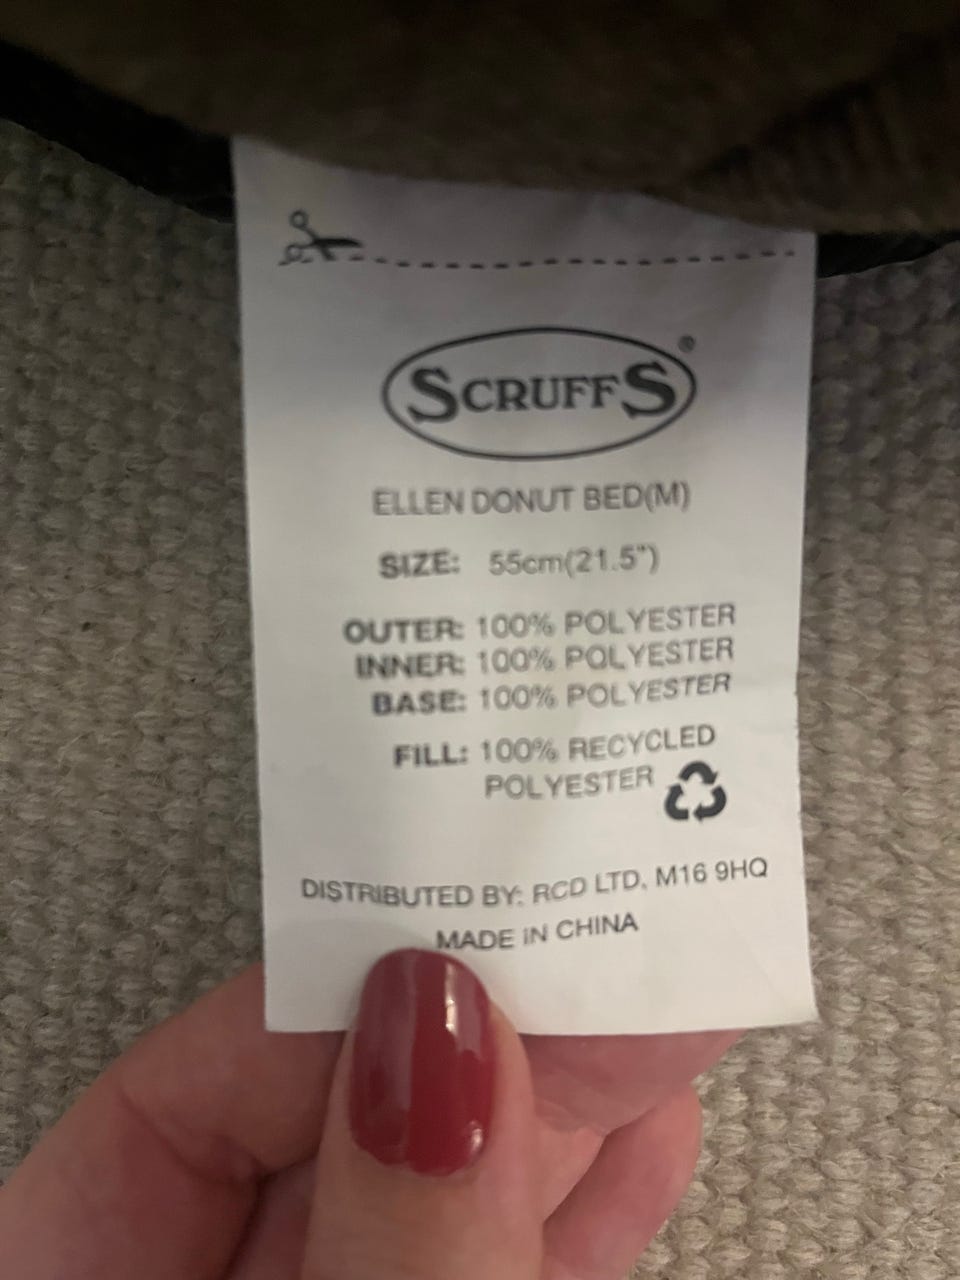 SCRUFFS®
ELLEN DONUT BED(M)
SIZE: 55cm(21.5")
OUTER: 100% POLYESTER
INNER: 100% POLYESTER
BASE: 100% POLYESTER
FILL: 100% RECYCLED
POLYESTER
DISTRIBUTED BY: RCD LTD, M16 9HQ
MADE IN CHINA